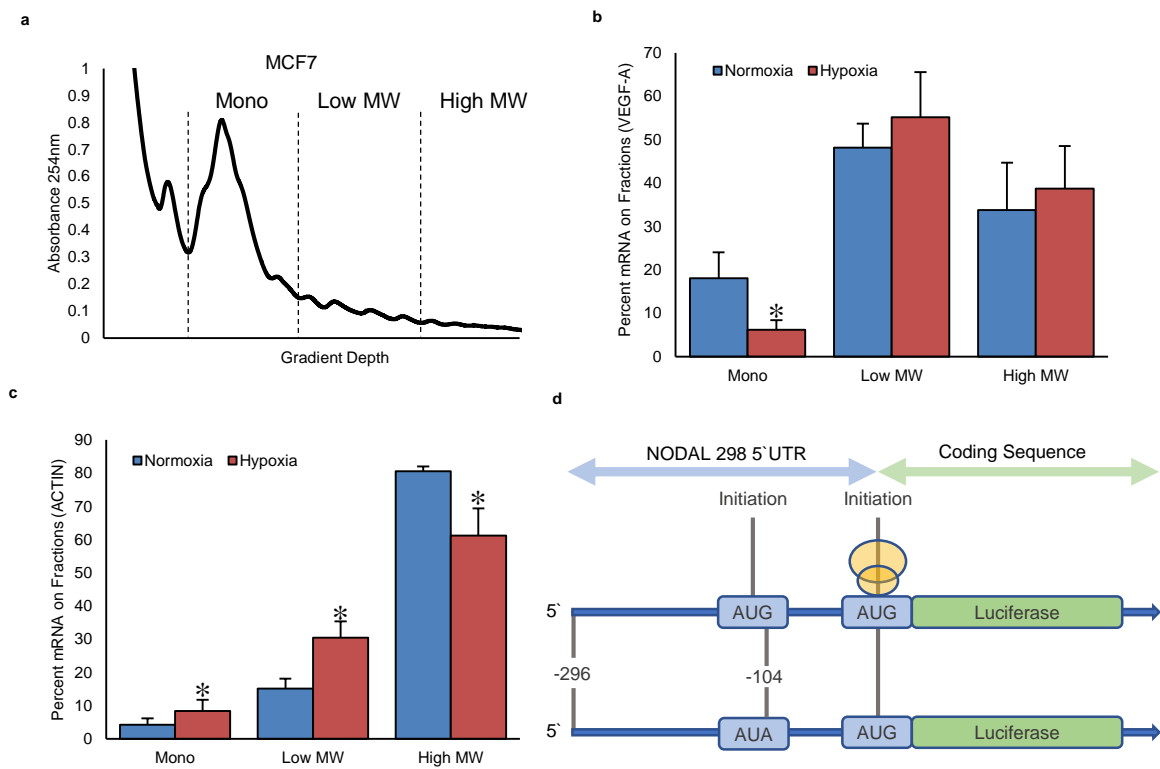 a
MCF7
Mono
Low MW
High MW
1
0.9
0.8
0.7
0.6
0.5
0.4
0.3
0.2
0.1
0
Absorbance 254nm
Gradient Depth
b
Normoxia
Hypoxia
70
60
50
40
30
20
10
0
Percent mRNA on Fractions (VEGF-A)
*
Mono
Low MW
High MW
c
Normoxia
Hypoxia
90
80
70
60
50
40
30
20
10
0
Percent mRNA on Fractions (ACTIN)
*
*
*
Mono
Low MW
High MW
d
NODAL 298 5`UTR
Coding Sequence
Initiation
Initiation
5`
AUG
AUG
Luciferase
-296
-104
5`
AUA
AUG
Luciferase